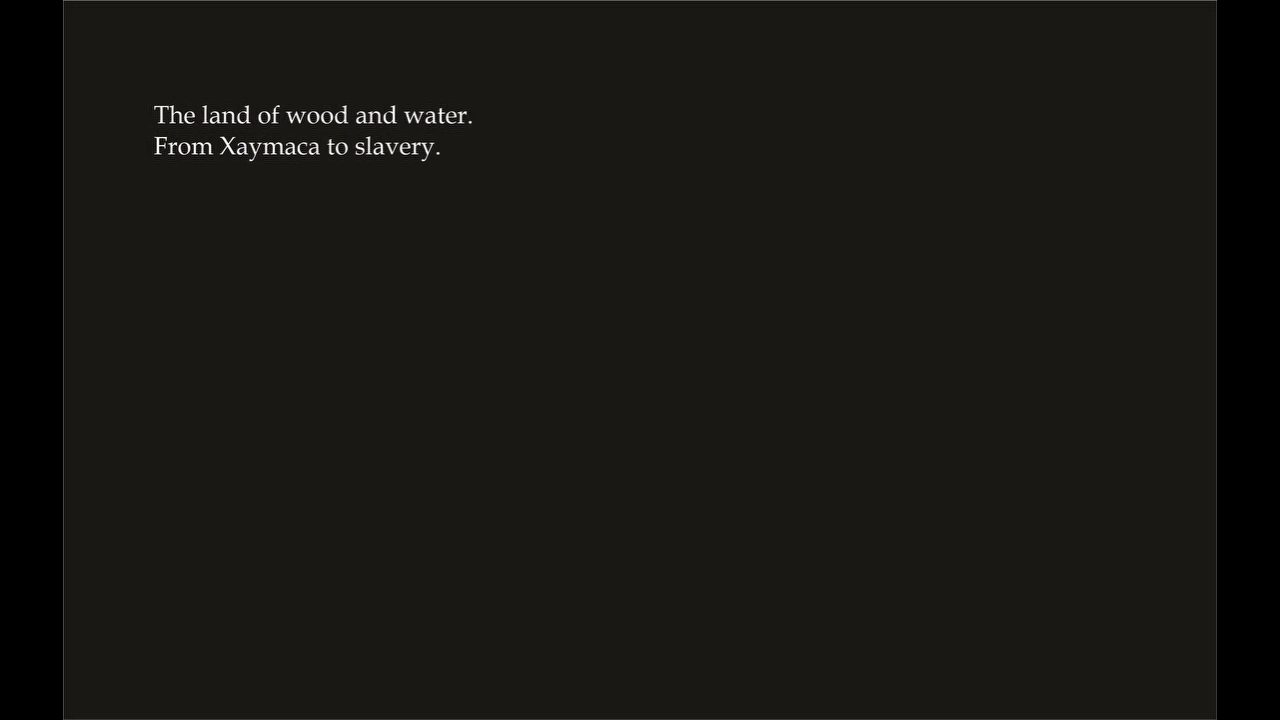 The land of wood and water.
From Xaymaca to slavery.